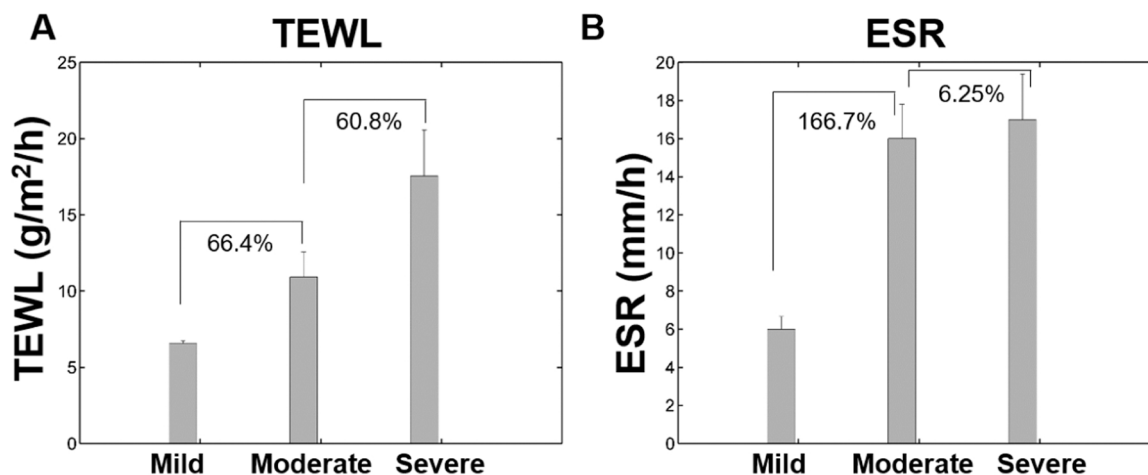 A
TEWL
TEWL (g/m²/h)
25
20
15
10
5
0
60.8%
66.4%
Mild Moderate Severe
B
ESR
ESR (mm/h)
20
18
16
14
12
10
8
6
4
2
0
166.7%
6.25%
Mild Moderate Severe